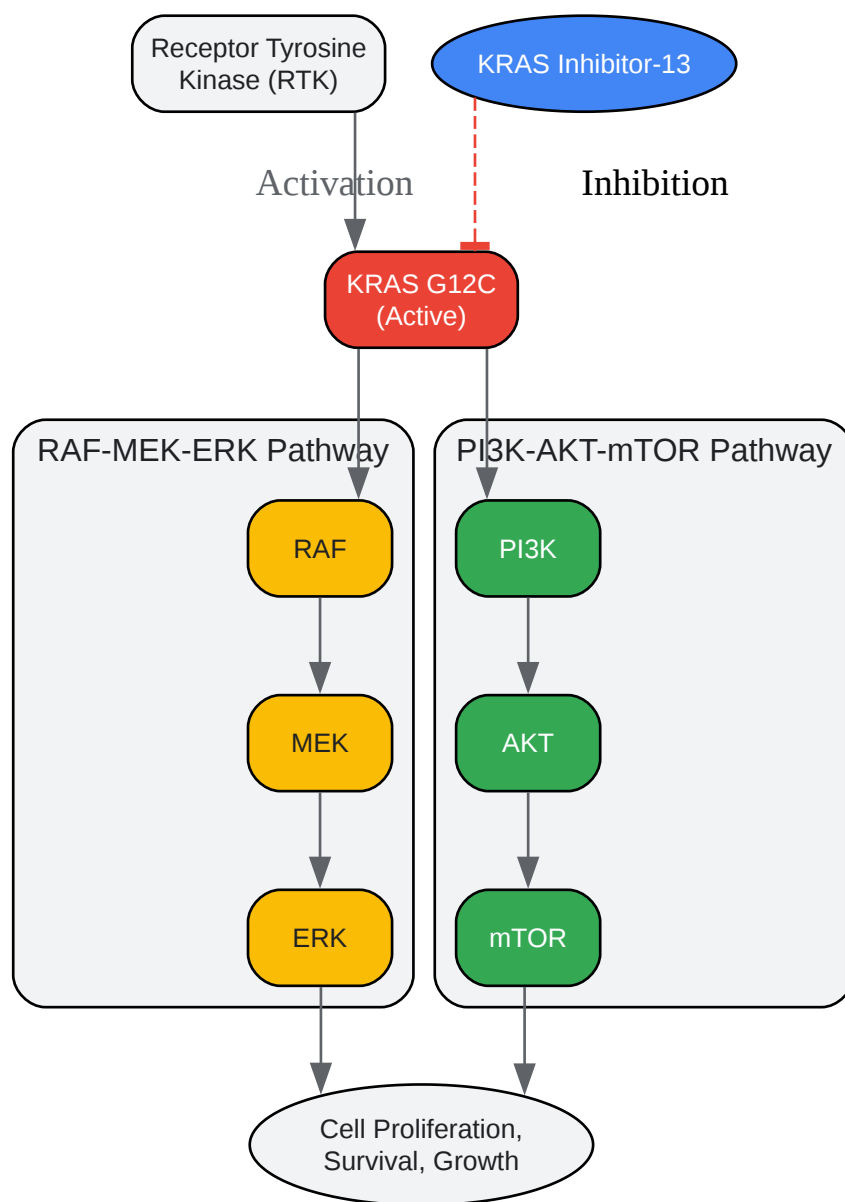 Receptor Tyrosine
Kinase (RTK)
KRAS Inhibitor-13
Activation
Inhibition
KRAS G12C
(Active)
RAF-MEK-ERK Pathway
PI3K-AKT-mTOR Pathway
RAF
PI3K
MEK
AKT
ERK
mTOR
Cell Proliferation,
Survival, Growth